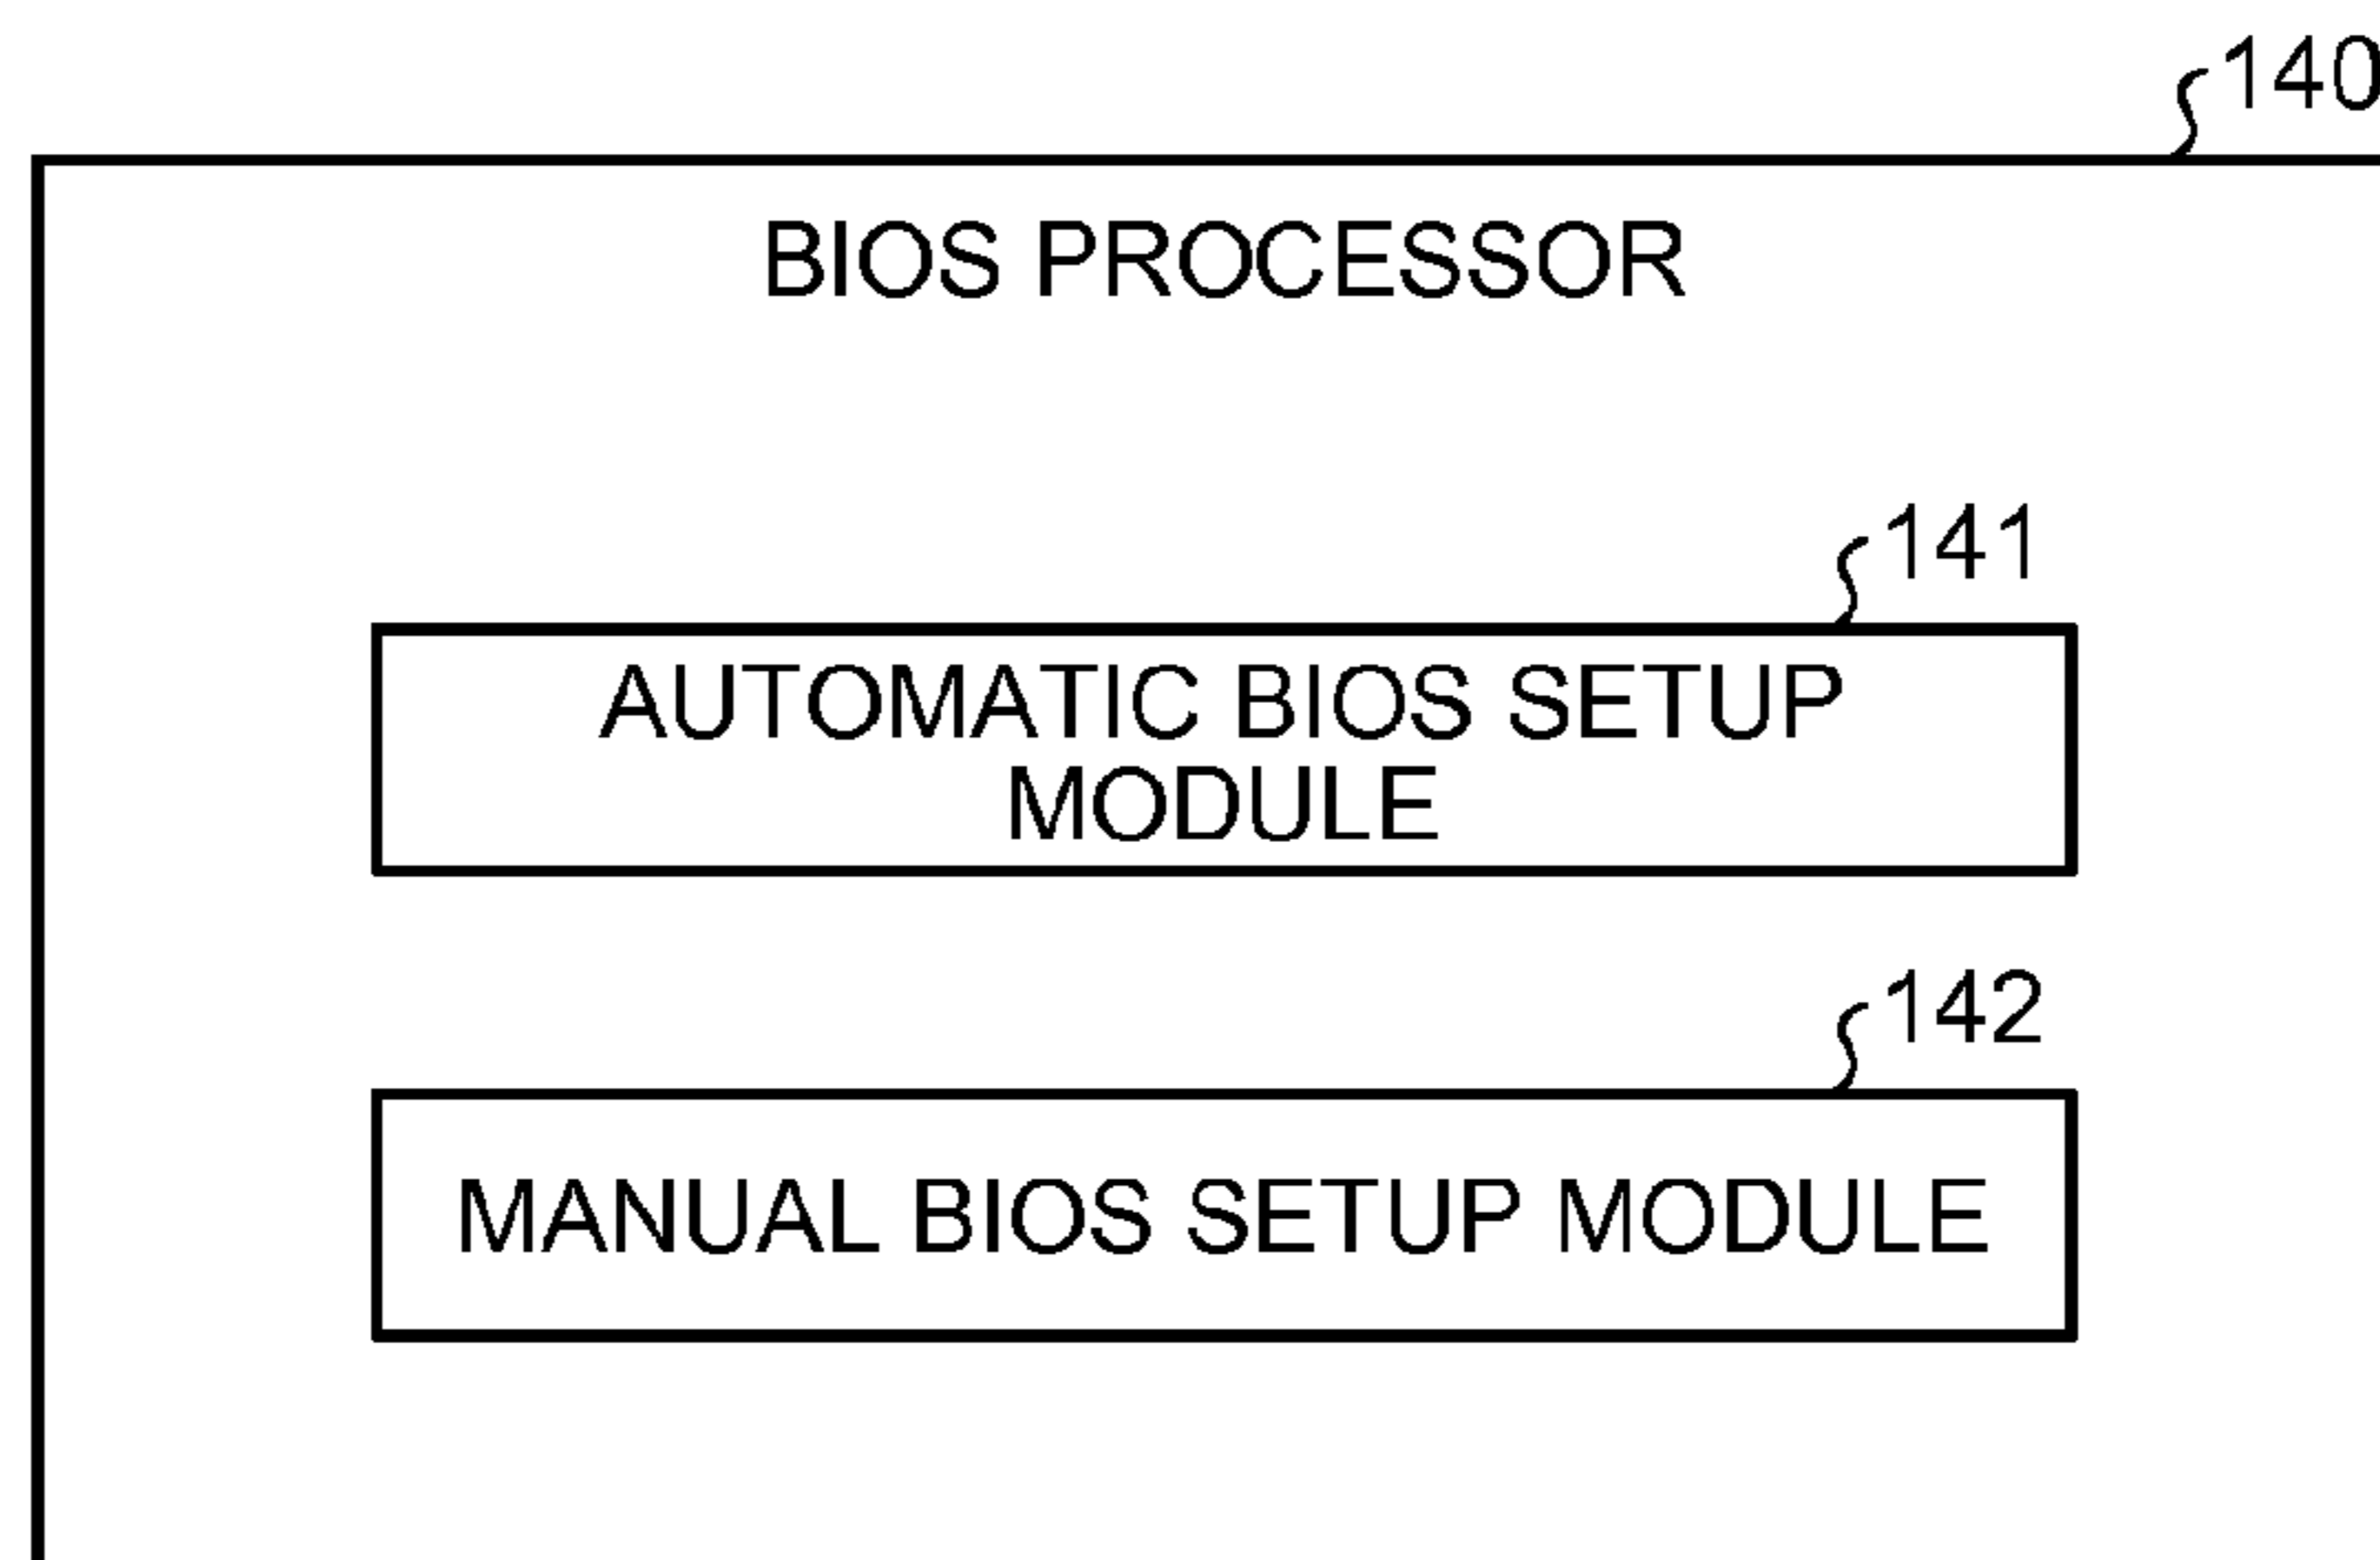 140
BIOS PROCESSOR
141
AUTOMATIC BIOS SETUP
MODULE
142
MANUAL BIOS SETUP MODULE